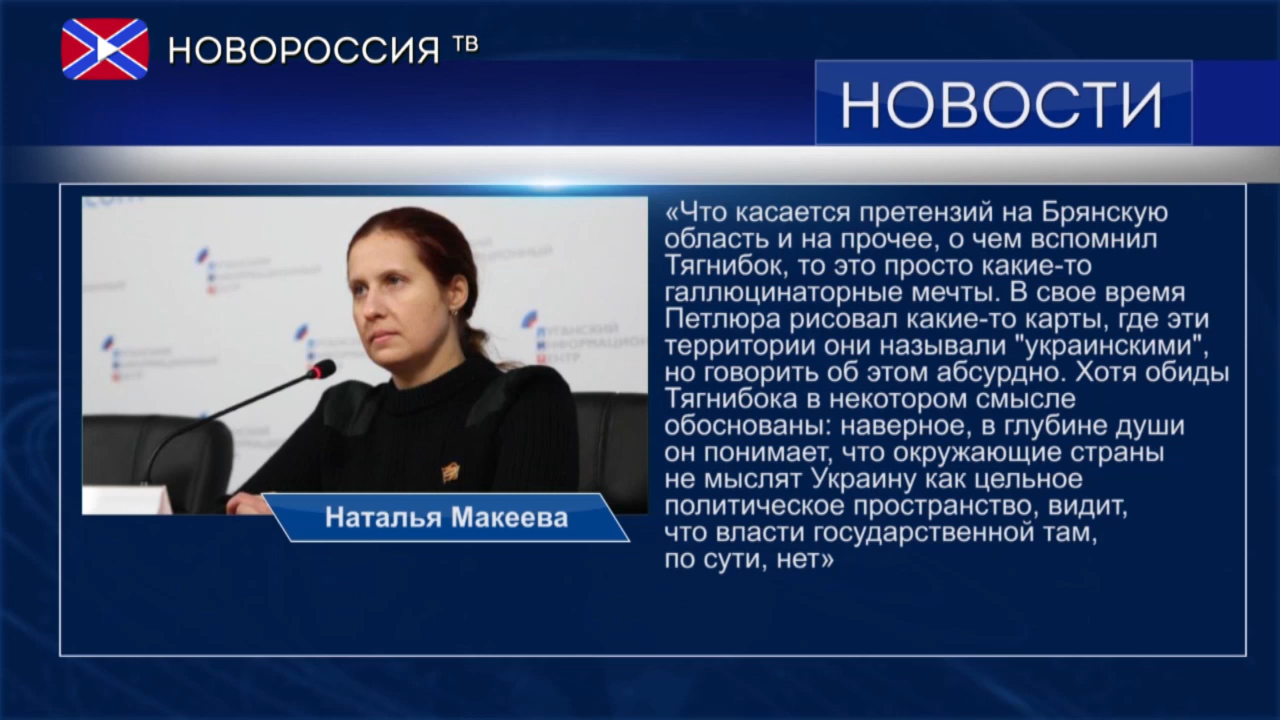 НОВОРОССИЯ ТВ
НОВОСТИ
«Что касается претензий на Брянскую
область и на прочее, о чем вспомнил
Тягнибок, то это просто какие-то
галлюцинаторные мечты. В свое время
Петлюра рисовал какие-то карты, где эти
территории они называли "украинскими",
но говорить об этом абсурдно. Хотя обиды
Тягнибока в некотором смысле
обоснованы: наверное, в глубине души
он понимает, что окружающие страны
не мыслят Украину как цельное
политическое пространство, видит,
что власти государственной там,
по сути, нет»
Наталья Макеева